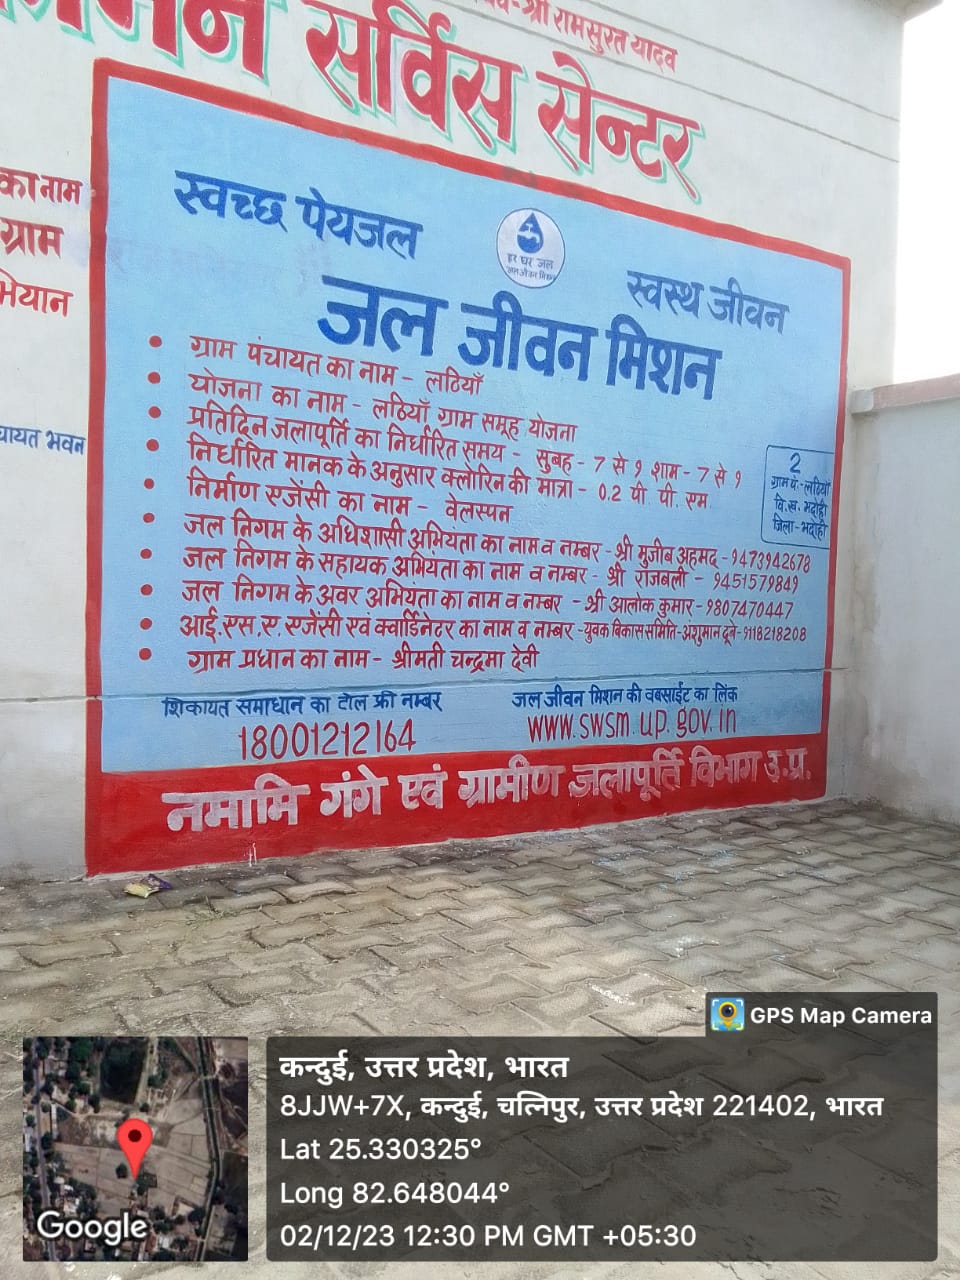 सचिव-श्री रामसुरत यादव
कामन सर्विस सेन्टर
का नाम
ग्राम
पंचायत भवन
स्वच्छ पेयजल
हर घर जल
जल जीवन मिशन
स्वस्थ जीवन
जल जीवन मिशन
• ग्राम पंचायत का नाम - लठियाँ
• योजना का नाम - लठियाँ ग्राम समूह योजना
• प्रतिदिन जलापूर्ति का निर्धारित समय - सुबह - 7 से 9 शाम - 7 से 9
• निर्धारित मानक के अनुसार क्लोरिन की मात्रा - 0.2 पी. पी. एम.
• निर्माण एजेंसी का नाम - वेलस्पन
• जल निगम के अधिशासी अभियंता का नाम व नम्बर - श्री मुजीब अहमद - 9473942678
• जल निगम के सहायक अभियंता का नाम व नम्बर - श्री राजबली - 9451579849
• जल निगम के अवर अभियंता का नाम व नम्बर - श्री आलोक कुमार - 9807470447
• आई.एस.ए. एजेंसी एवं क्वार्डिनेटर का नाम व नम्बर - युवक विकास समिति - अंशुमान दूबे - 9118218208
• ग्राम प्रधान का नाम - श्रीमती चन्द्रमा देवी
2
ग्राम पं.-लठियाँ
वि.ख. भदोही
जिला-भदोही
शिकायत समाधान का टोल फ्री नम्बर
18001212164
जल जीवन मिशन की वबसाईट का लिंक
www.swsm.up.gov.in
नमामि गंगे एवं ग्रामीण जलापूर्ति विभाग उ.प्र.
GPS Map Camera
कन्दुई, उत्तर प्रदेश, भारत
8JJW+7X, कन्दुई, चत्निपुर, उत्तर प्रदेश 221402, भारत
Lat 25.330325°
Long 82.648044°
02/12/23 12:30 PM GMT +05:30
Google